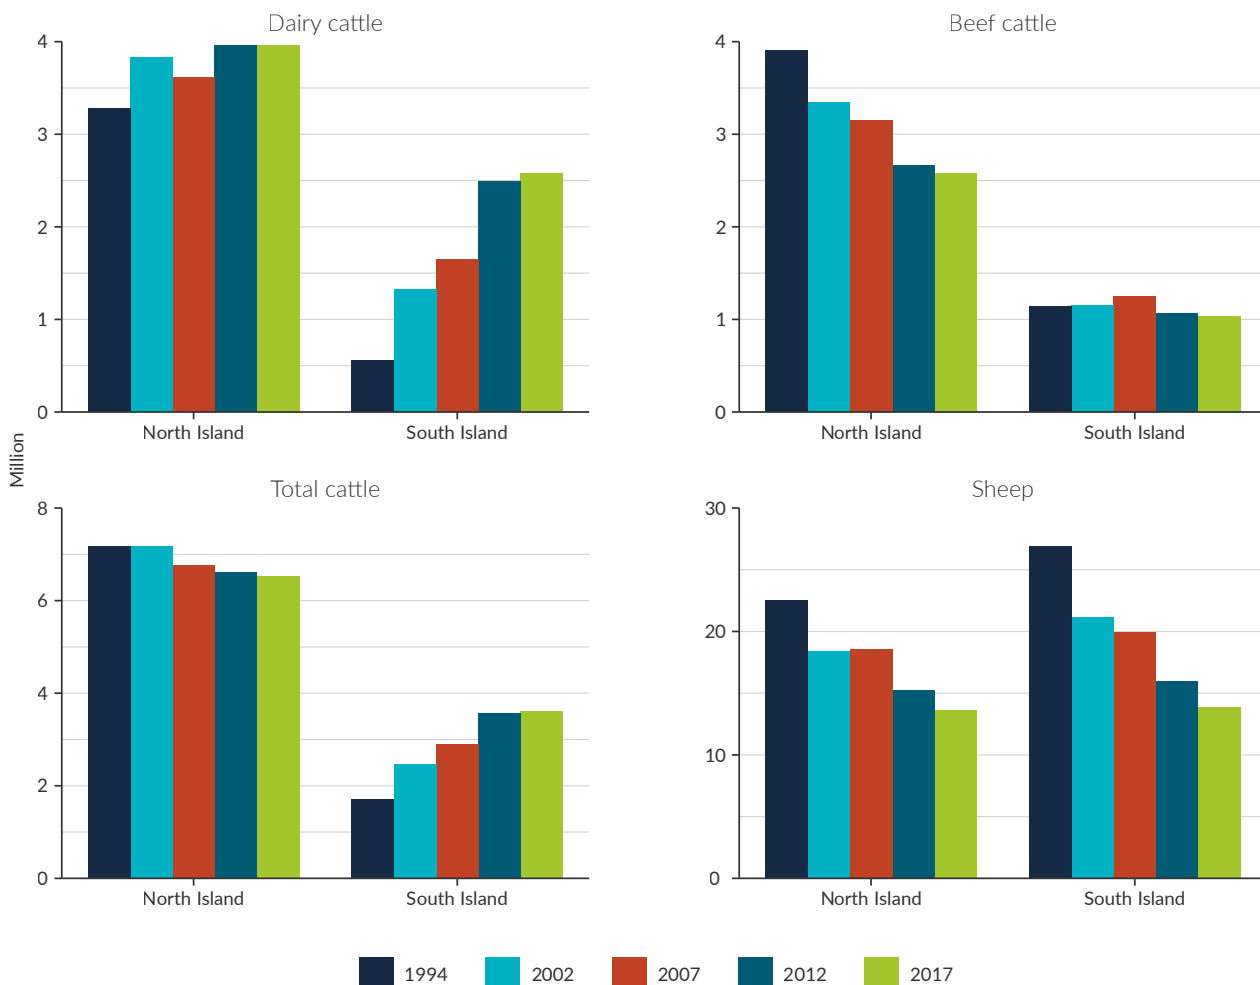 Dairy cattle
4
3
2
1
0
North Island South Island
Beef cattle
4
3
2
1
0
North Island South Island
Million
Total cattle
8
6
4
2
0
North Island South Island
Sheep
30
20
10
0
North Island South Island
1994 2002 2007 2012 2017